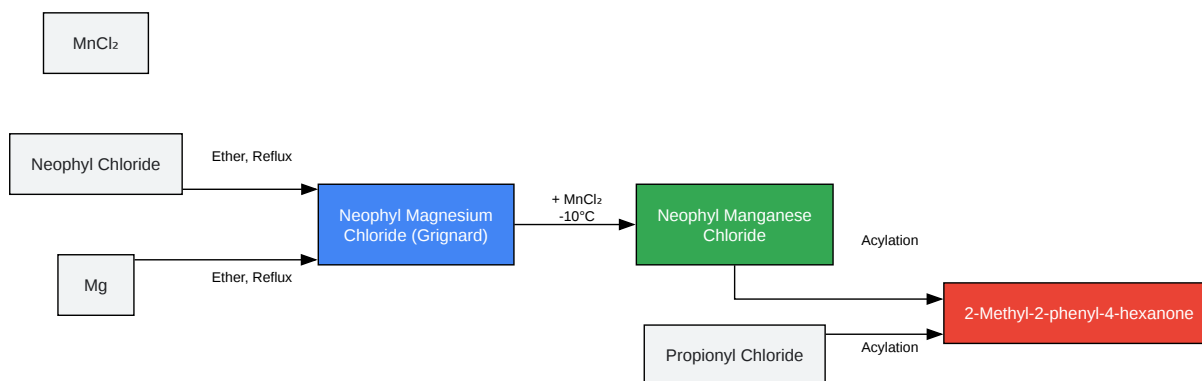 MnCl₂
Neophyl Chloride
Ether, Reflux
Neophyl Magnesium
Chloride (Grignard)
+ MnCl₂
-10°C
Neophyl Manganese
Chloride
Mg
Ether, Reflux
Acylation
2-Methyl-2-phenyl-4-hexanone
Propionyl Chloride
Acylation